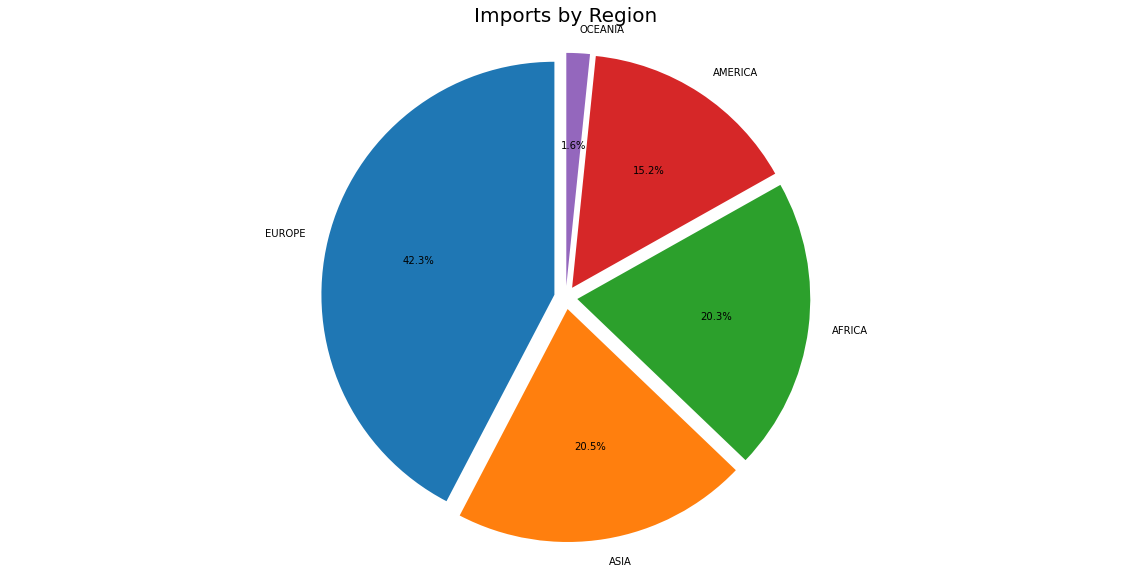 Imports by Region
OCEANIA
AMERICA
1.6%
15.2%
EUROPE
42.3%
20.3%
AFRICA
20.5%
ASIA